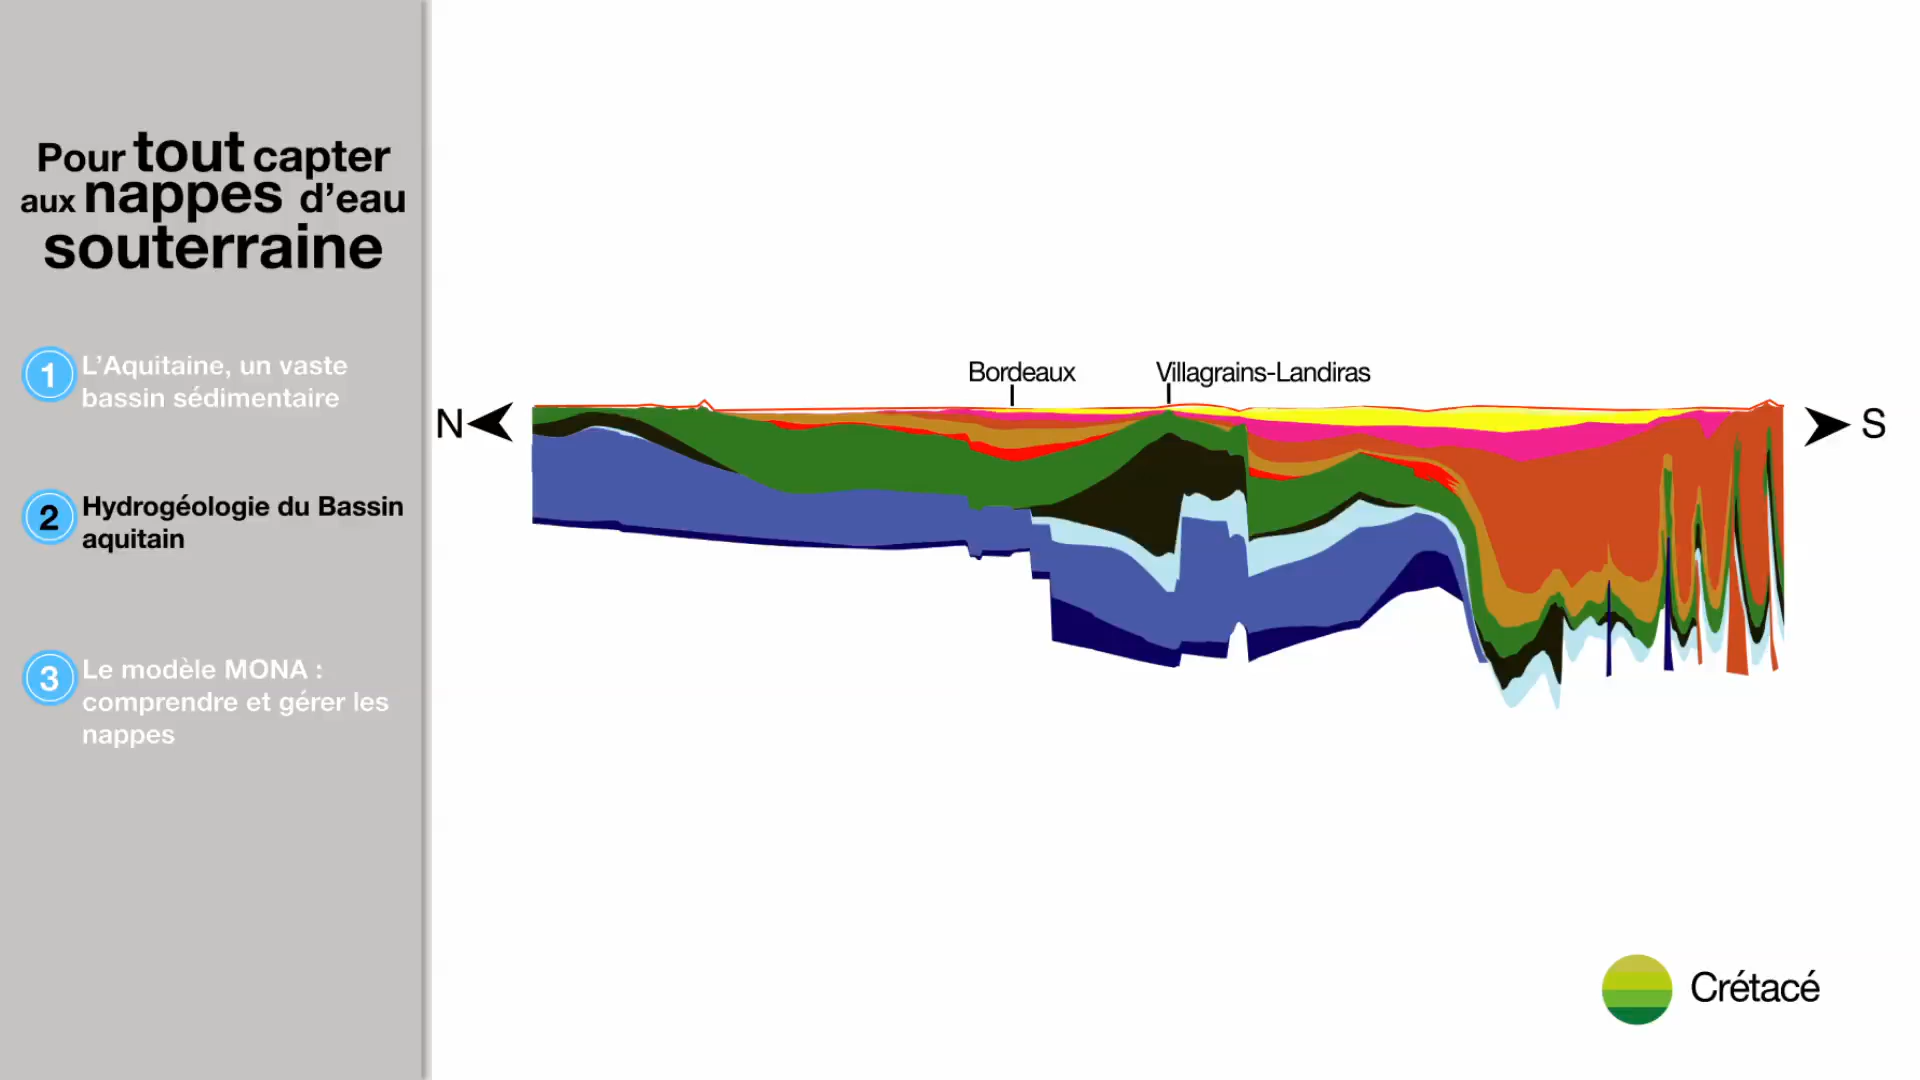 Pour tout capter
aux nappes d’eau
souterraine
1
L’Aquitaine, un vaste
bassin sédimentaire
2
Hydrogéologie du Bassin
aquitain
3
Le modèle MONA :
comprendre et gérer les
nappes
Bordeaux
Villagrains-Landiras
N
S
Crétacé